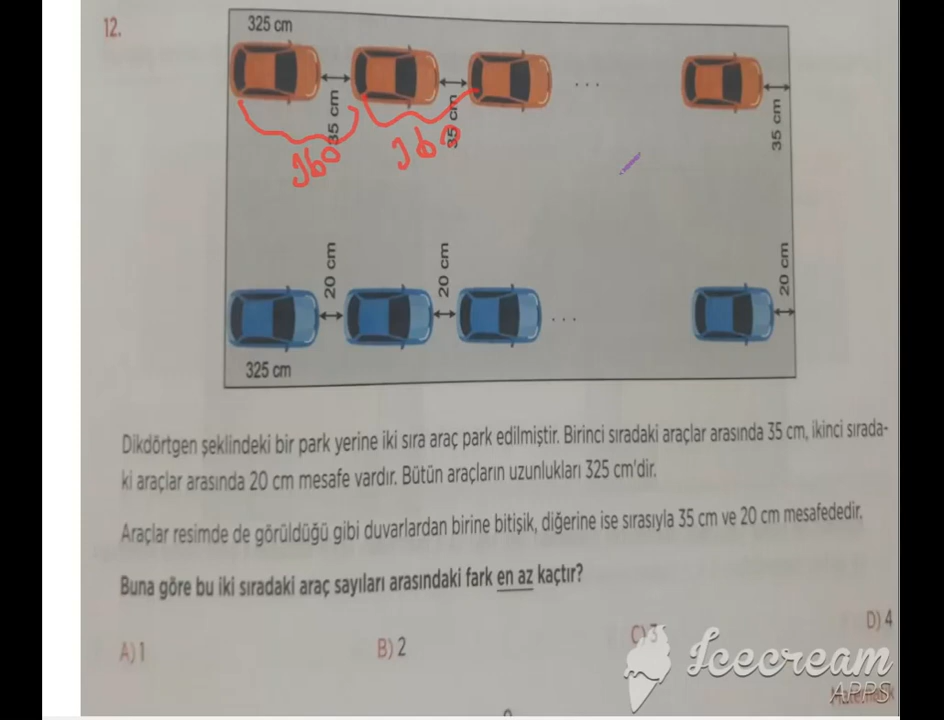 12.
325 cm
35 cm
35 cm
35 cm
360
360
20 cm
20 cm
20 cm
325 cm
Dikdörtgen şeklindeki bir park yerine iki sıra araç park edilmiştir. Birinci sıradaki araçlar arasında 35 cm, ikinci sırada-
ki araçlar arasında 20 cm mesafe vardır. Bütün araçların uzunlukları 325 cm'dir.
Araçlar resimde de görüldüğü gibi duvarlardan birine bitişik, diğerine ise sırasıyla 35 cm ve 20 cm mesafededir.
Buna göre bu iki sıradaki araç sayıları arasındaki fark en az kaçtır?
A) 1 B) 2 C) 3 D) 4
Icecream
APPS